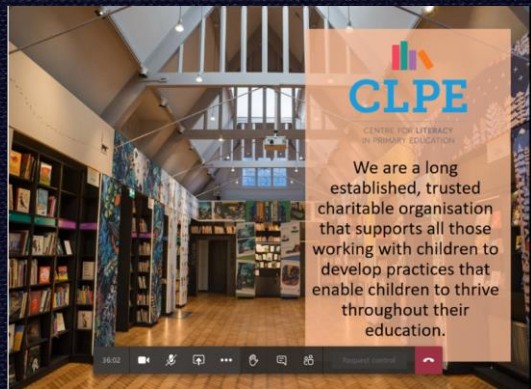 CLPE
CENTRE FOR LITERACY
IN PRIMARY EDUCATION
We are a long
established, trusted
charitable organisation
that supports all those
working with children to
develop practices that
enable children to thrive
throughout their
education.
36:02
Request control